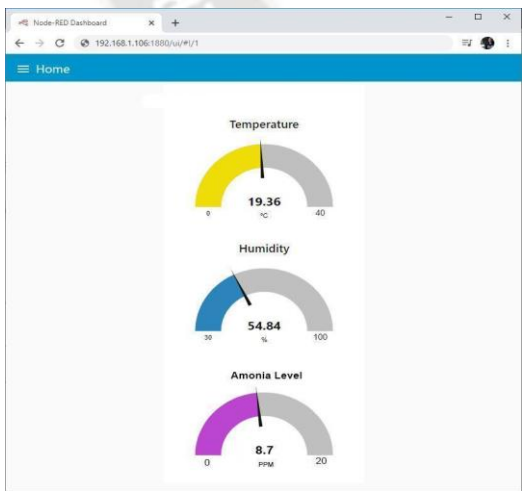 Node-RED Dashboard
192.168.1.106:1880/ui/#!/1
Home
Temperature
19.36
0 °C 40
Humidity
54.84
30 % 100
Amonia Level
8.7
0 PPM 20